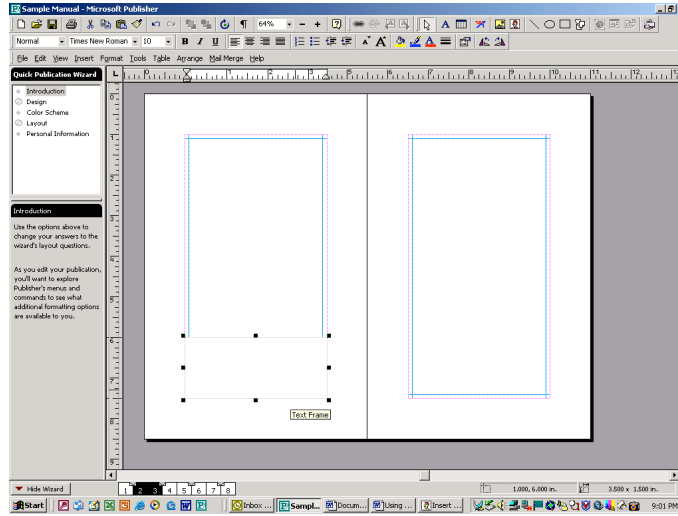 Sample Manual - Microsoft Publisher
64%
Normal Times New Roman 10 B I U
File Edit View Insert Format Tools Table Arrange Mail Merge Help
Quick Publication Wizard
Introduction
Design
Color Scheme
Layout
Personal Information
Introduction
Use the options above to
change your answers to the
wizard's layout questions.
As you edit your publication,
you'll want to explore
Publisher's menus and
commands to see what
additional formatting options
are available to you.
Text Frame
Hide Wizard
1 2 3 4 5 6 7 8
1.000, 6.000 in. 3.500 x 1.500 in.
Start Inbox ... Sampl... Docum... Using ... Insert ... 9:01 PM